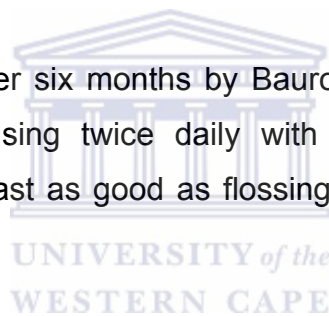 er six months by Bauro
sing twice daily with
ast as good as flossing
UNIVERSITY of the
WESTERN CAPE